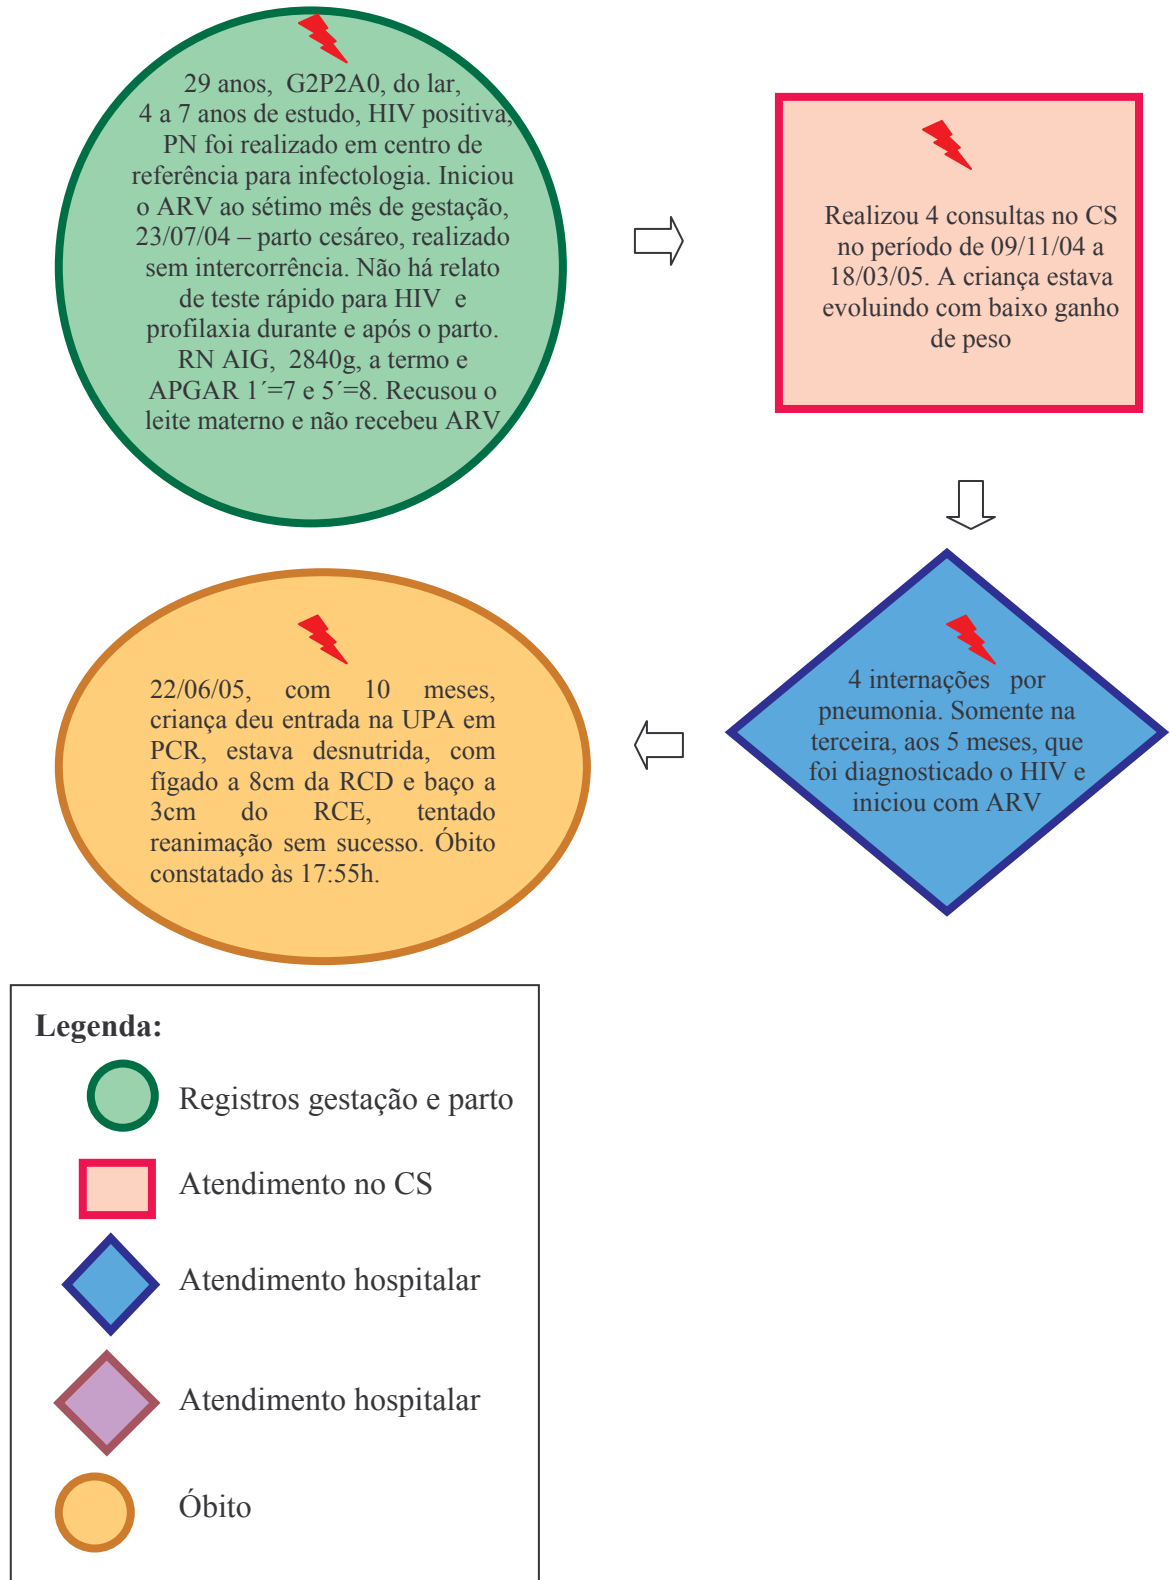 29 anos, G2P2A0, do lar,
4 a 7 anos de estudo, HIV positiva,
PN foi realizado em centro de
referência para infectologia. Iniciou
o ARV ao sétimo mês de gestação,
23/07/04 – parto cesáreo, realizado
sem intercorrência. Não há relato
de teste rápido para HIV e
profilaxia durante e após o parto.
RN AIG, 2840g, a termo e
APGAR 1´=7 e 5´=8. Recusou o
leite materno e não recebeu ARV
Realizou 4 consultas no CS
no período de 09/11/04 a
18/03/05. A criança estava
evoluindo com baixo ganho
de peso
4 internações por
pneumonia. Somente na
terceira, aos 5 meses, que
foi diagnosticado o HIV e
iniciou com ARV
22/06/05, com 10 meses,
criança deu entrada na UPA em
PCR, estava desnutrida, com
fígado a 8cm da RCD e baço a
3cm do RCE, tentado
reanimação sem sucesso. Óbito
constatado às 17:55h.
Legenda:
Registros gestação e parto
Atendimento no CS
Atendimento hospitalar
Atendimento hospitalar
Óbito